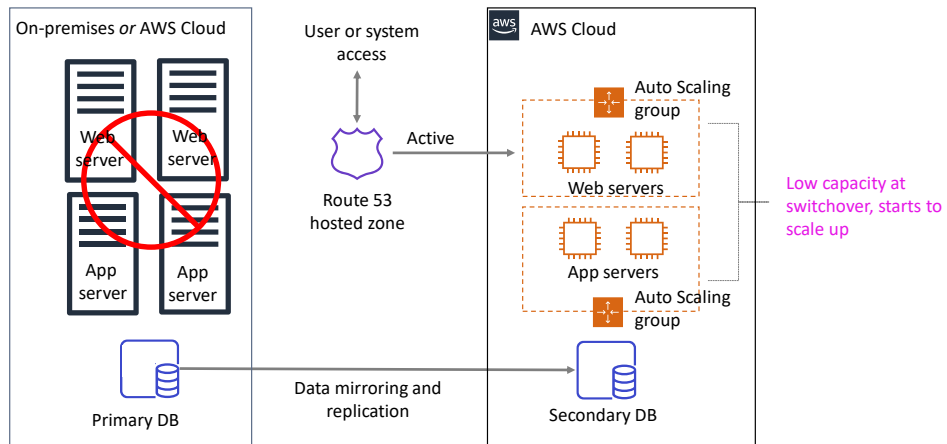 On-premises or AWS Cloud
Web
server
Web
server
App
server
App
server
Primary DB
User or system
access
Active
Route 53
hosted zone
Data mirroring and
replication
aws
AWS Cloud
Auto Scaling
group
Web servers
App servers
Auto Scaling
group
Secondary DB
Low capacity at
switchover, starts to
scale up